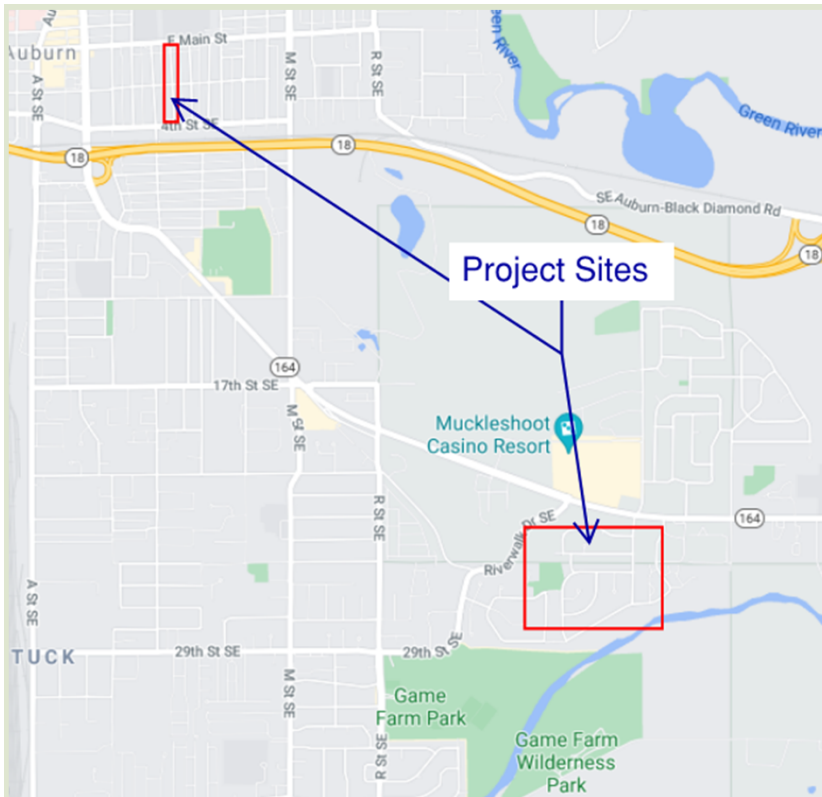 Au
E Main St
Auburn
Green River
A St SE
M St SE
R St SE
Green River
4th St SE
18
18
SE Auburn-Black Diamond Rd
18
18
Project Sites
164
17th St SE
M St SE
Muckleshoot
Casino Resort
R St SE
164
Riverwalk Dr SE
A St SE
29th St SE
29th St SE
TUCK
M St SE
Game
Farm Park
R St SE
Game Farm
Wilderness
Park